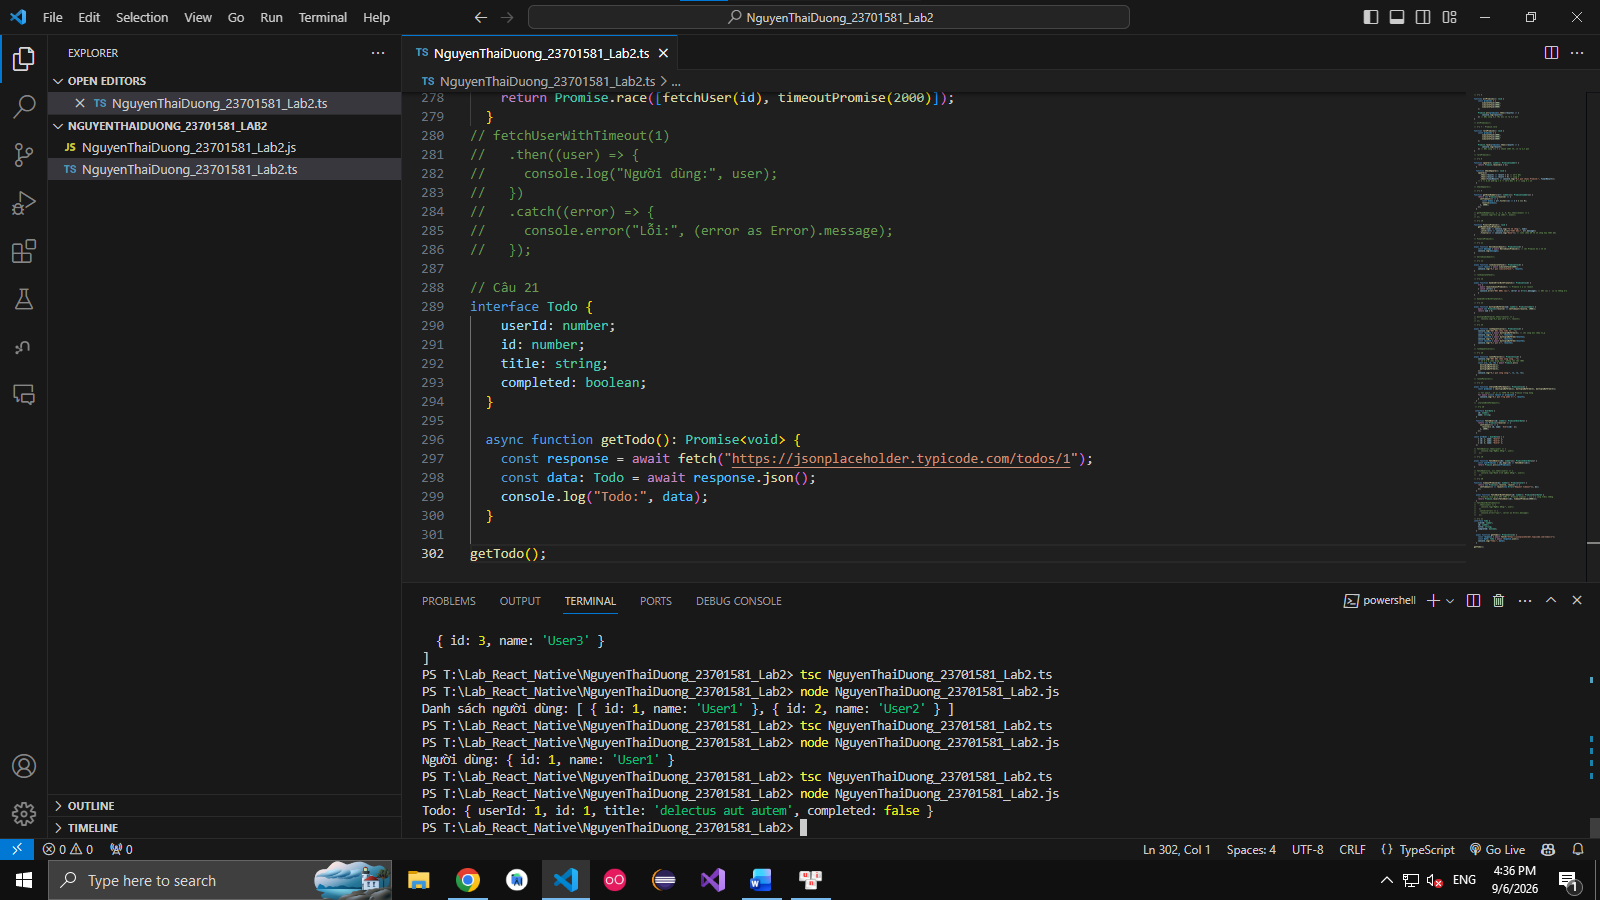 File Edit Selection View Go Run Terminal Help
NguyenThaiDuong_23701581_Lab2
EXPLORER
OPEN EDITORS
TS NguyenThaiDuong_23701581_Lab2.ts
NGUYENTHAIDUONG_23701581_LAB2
JS NguyenThaiDuong_23701581_Lab2.js
TS NguyenThaiDuong_23701581_Lab2.ts
OUTLINE
TIMELINE
TS NguyenThaiDuong_23701581_Lab2.ts
TS NguyenThaiDuong_23701581_Lab2.ts > ...
278 return Promise.race([fetchUser(id), timeoutPromise(2000)]);
279 }
280 // fetchUserWithTimeout(1)
281 // .then((user) => {
282 // console.log("Người dùng:", user);
283 // })
284 // .catch((error) => {
285 // console.error("Lỗi:", (error as Error).message);
286 // });
287
288 // Câu 21
289 interface Todo {
290 userId: number;
291 id: number;
292 title: string;
293 completed: boolean;
294 }
295
296 async function getTodo(): Promise<void> {
297 const response = await fetch("https://jsonplaceholder.typicode.com/todos/1");
298 const data: Todo = await response.json();
299 console.log("Todo:", data);
300 }
301
302 getTodo();
PROBLEMS OUTPUT TERMINAL PORTS DEBUG CONSOLE
powershell
{ id: 3, name: 'User3' }
]
PS T:\Lab_React_Native\NguyenThaiDuong_23701581_Lab2> tsc NguyenThaiDuong_23701581_Lab2.ts
PS T:\Lab_React_Native\NguyenThaiDuong_23701581_Lab2> node NguyenThaiDuong_23701581_Lab2.js
Danh sách người dùng: [ { id: 1, name: 'User1' }, { id: 2, name: 'User2' } ]
PS T:\Lab_React_Native\NguyenThaiDuong_23701581_Lab2> tsc NguyenThaiDuong_23701581_Lab2.ts
PS T:\Lab_React_Native\NguyenThaiDuong_23701581_Lab2> node NguyenThaiDuong_23701581_Lab2.js
Người dùng: { id: 1, name: 'User1' }
PS T:\Lab_React_Native\NguyenThaiDuong_23701581_Lab2> tsc NguyenThaiDuong_23701581_Lab2.ts
PS T:\Lab_React_Native\NguyenThaiDuong_23701581_Lab2> node NguyenThaiDuong_23701581_Lab2.js
Todo: { userId: 1, id: 1, title: 'delectus aut autem', completed: false }
PS T:\Lab_React_Native\NguyenThaiDuong_23701581_Lab2>
0 0 0
Ln 302, Col 1 Spaces: 4 UTF-8 CRLF {} TypeScript Go Live
Type here to search
ENG
4:36 PM
9/6/2026
1